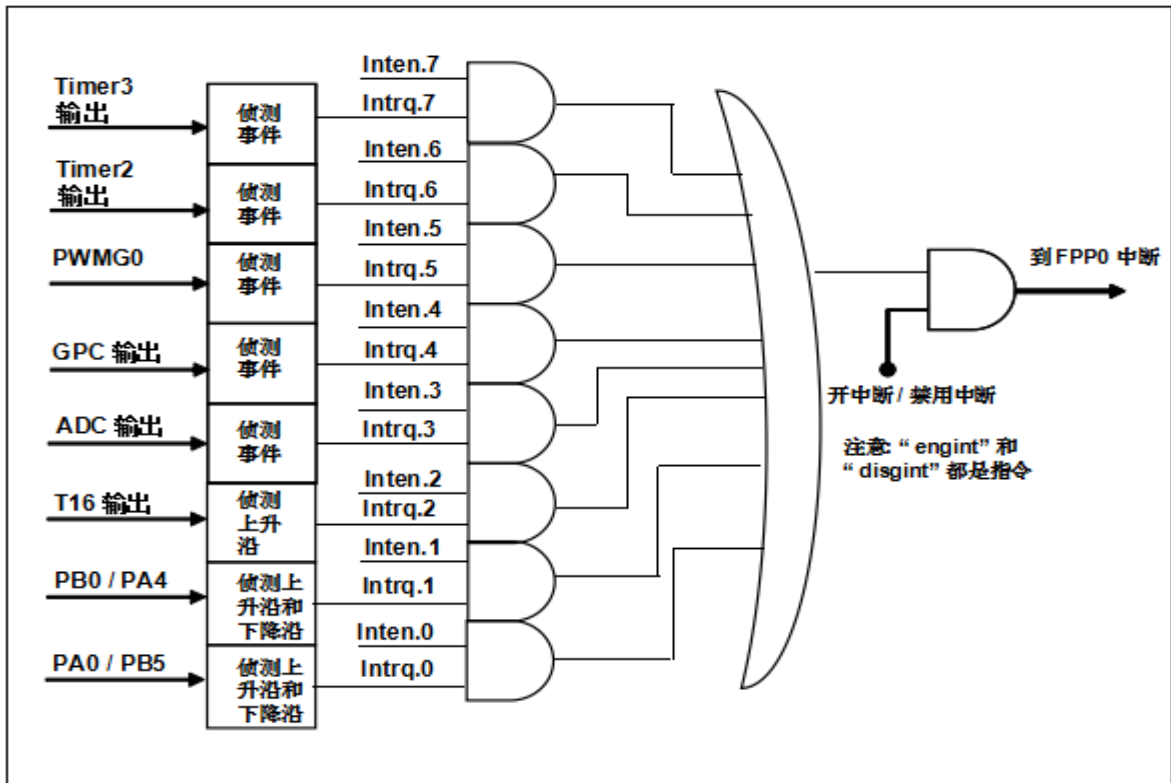 Timer3
输出
侦测
事件
Inten.7
Intrq.7
Timer2
输出
侦测
事件
Inten.6
Intrq.6
PWMG0
侦测
事件
Inten.5
Intrq.5
GPC 输出
侦测
事件
Inten.4
Intrq.4
ADC 输出
侦测
事件
Inten.3
Intrq.3
T16 输出
侦测
上升
沿
Inten.2
Intrq.2
PB0 / PA4
侦测上
升沿和
下降沿
Inten.1
Intrq.1
PA0 / PB5
侦测上
升沿和
下降沿
Inten.0
Intrq.0
到 FPP0 中断
开中断 / 禁用中断
注意: “ engint” 和
“ disgint” 都是指令